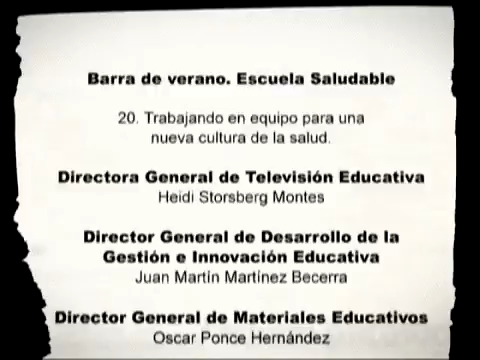 Barra de verano. Escuela Saludable
20. Trabajando en equipo para una
nueva cultura de la salud.
Directora General de Televisión Educativa
Heidi Storsberg Montes
Director General de Desarrollo de la
Gestión e Innovación Educativa
Juan Martin Martinez Becerra
Director General de Materiales Educativos
Oscar Ponce Hernández